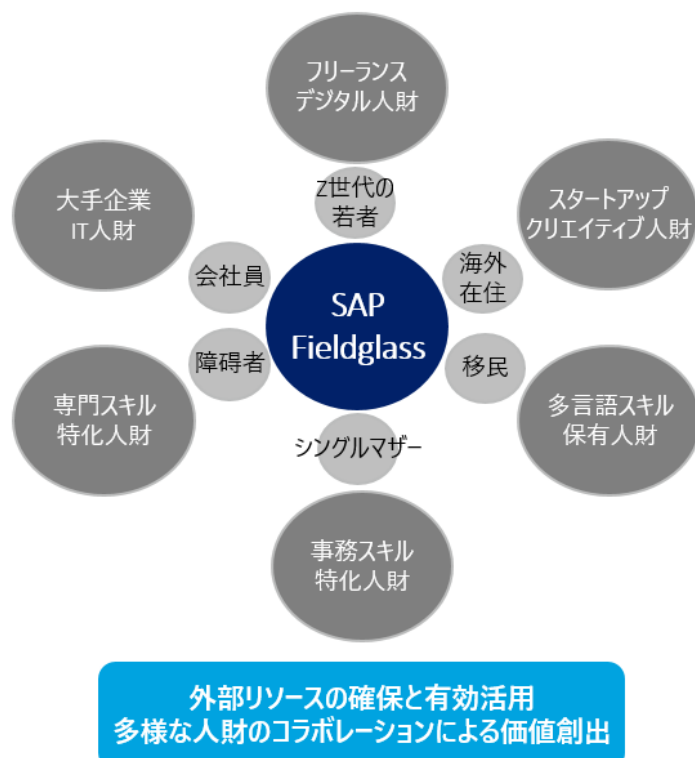 フリーランス
デジタル人財
Z世代の
若者
大手企業
IT人財
スタートアップ
クリエイティブ人財
会社員
海外
在住
SAP
Fieldglass
障碍者
移民
専門スキル
特化人財
多言語スキル
保有人財
シングルマザー
事務スキル
特化人財
外部リソースの確保と有効活用
多様な人財のコラボレーションによる価値創出